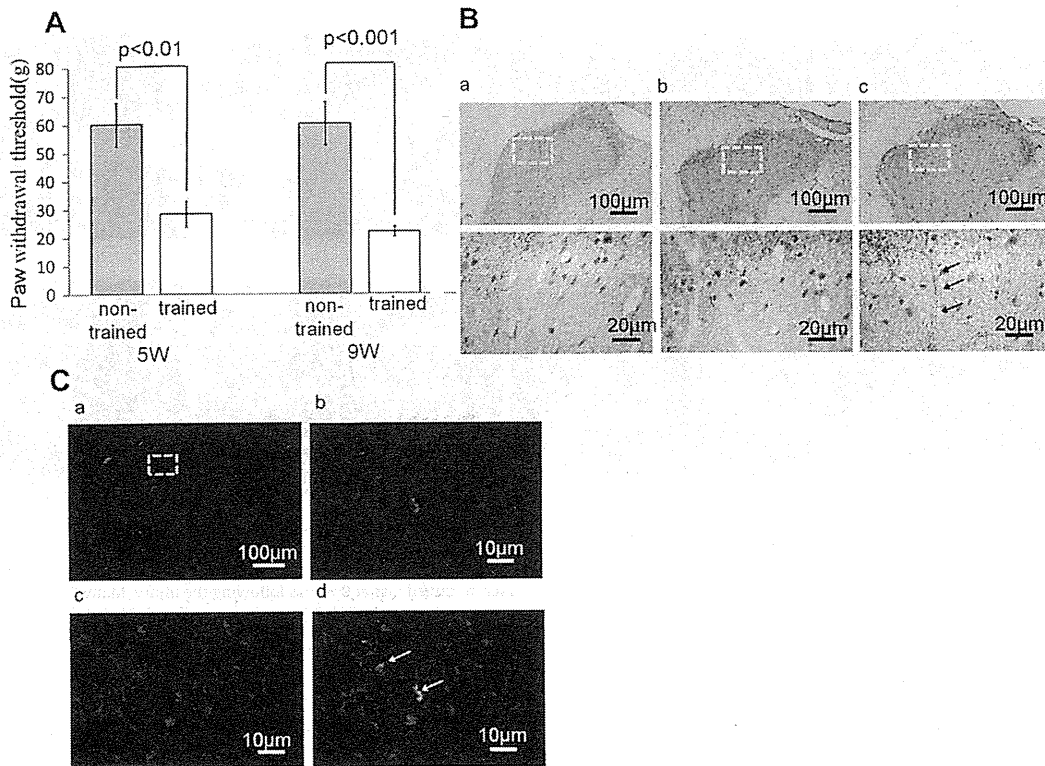 A
p<0.01
p<0.001
Paw withdrawal threshold(g)
80
70
60
50
40
30
20
10
0
non-
trained
trained
5W
non-
trained
trained
9W
B
a
b
c
100µm
100µm
100µm
20µm
20µm
20µm
C
a
b
100µm
10µm
c
d
10µm
10µm